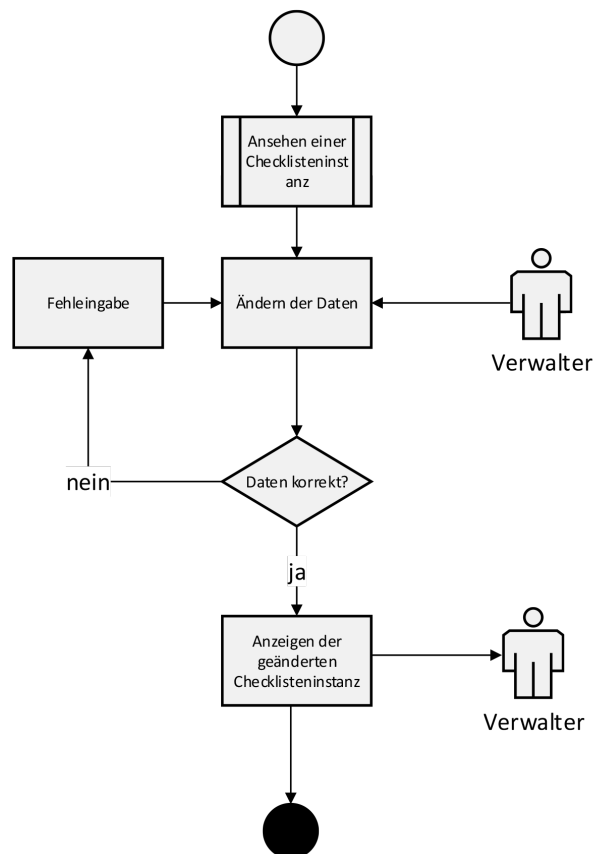 Ansehen einer
Checklisteninst
anz
Fehleingabe
Ändern der Daten
Verwalter
nein
Daten korrekt?
ja
Anzeigen der
geänderten
Checklisteninstanz
Verwalter